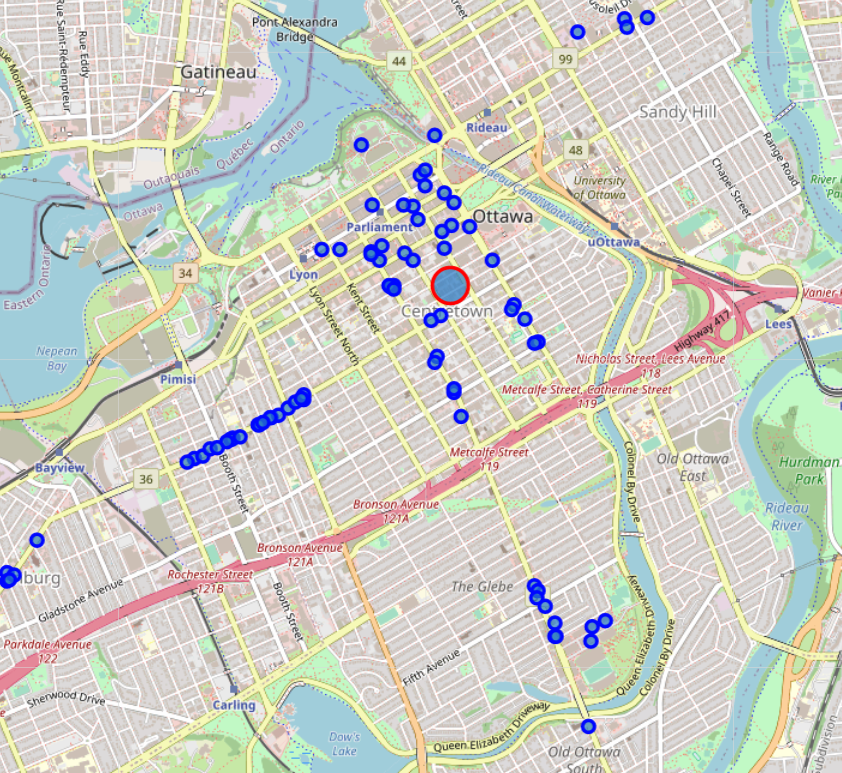 Pont Alexandra
Bridge
Rue Eddy
Rue Saint-Rédempteur
Gatineau
44
99
Sandy Hill
Rideau
48
Range Road
Chapel Street
University
of Ottawa
Québec
Ontario
Outaouais
Ottawa
Rideau Canal Waterway
Ottawa
uOttawa
Parliament
Lyon
34
Eastern Ontario
Kent Street
Lyon Street North
Centretown
Highway 417
Lees
Nepean
Bay
Pimisi
Nicholas Street, Lees Avenue
118
Metcalfe Street, Catherine Street
119
Bayview
36
Booth Street
Metcalfe Street
119
Colonel By Drive
Old Ottawa
East
Hurdman
Park
Rideau
River
Bronson Avenue
121A
Bronson Avenue
121A
Rochester Street
121B
Gladstone Avenue
Booth Street
The Glebe
Queen Elizabeth Driveway
Colonel By Drive
Parkdale Avenue
122
Fifth Avenue
Sherwood Drive
Carling
Dow's
Lake
Queen Elizabeth Driveway
Old Ottawa
South